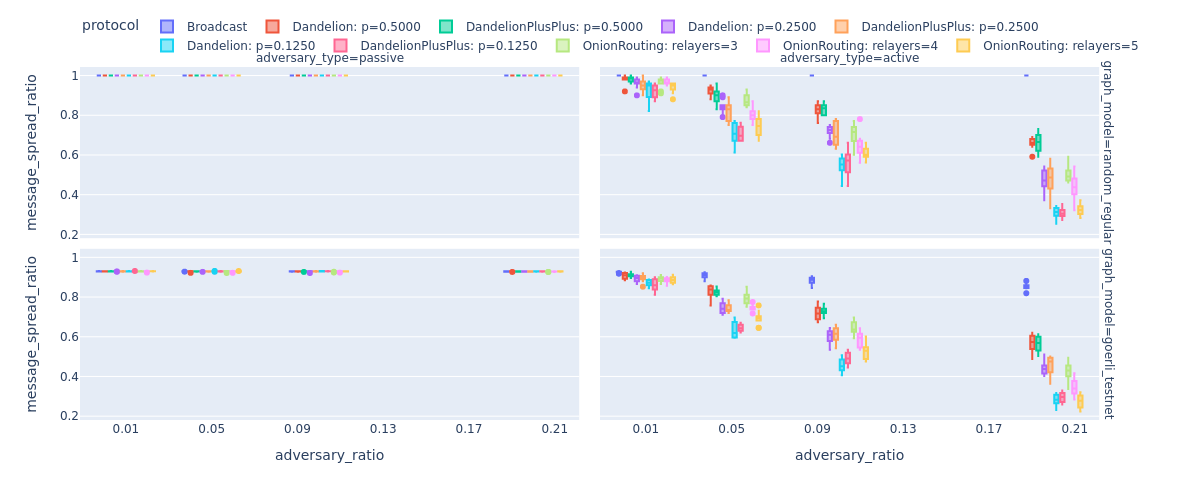 protocol
Broadcast
Dandelion: p=0.5000
DandelionPlusPlus: p=0.5000
Dandelion: p=0.2500
DandelionPlusPlus: p=0.2500
Dandelion: p=0.1250
DandelionPlusPlus: p=0.1250
OnionRouting: relayers=3
OnionRouting: relayers=4
OnionRouting: relayers=5
adversary_type=passive
adversary_type=active
message_spread_ratio
1
0.8
0.6
0.4
0.2
graph_model=random_regular
message_spread_ratio
1
0.8
0.6
0.4
0.2
graph_model=goerli_testnet
0.01
0.05
0.09
0.13
0.17
0.21
0.01
0.05
0.09
0.13
0.17
0.21
adversary_ratio
adversary_ratio